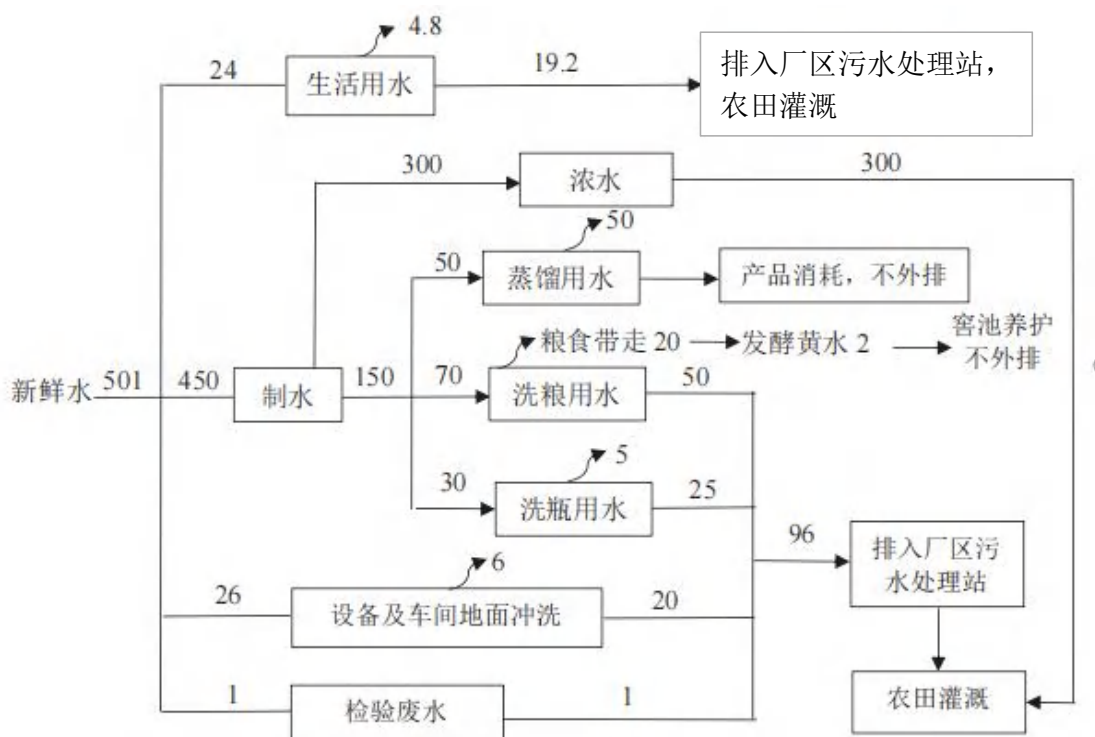 4.8
24
生活用水
19.2
排入厂区污水处理站，
农田灌溉
300
浓水
300
50
50
蒸馏用水
产品消耗，不外排
粮食带走 20
发酵黄水 2
窖池养护
不外排
新鲜水
501
450
制水
150
70
洗粮用水
50
5
30
洗瓶用水
25
96
排入厂区污
水处理站
6
26
设备及车间地面冲洗
20
1
检验废水
1
农田灌溉